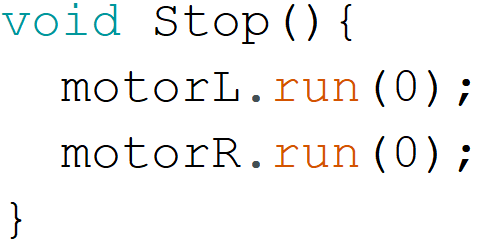 void Stop(){
  motorL.run(0);
  motorR.run(0);
}